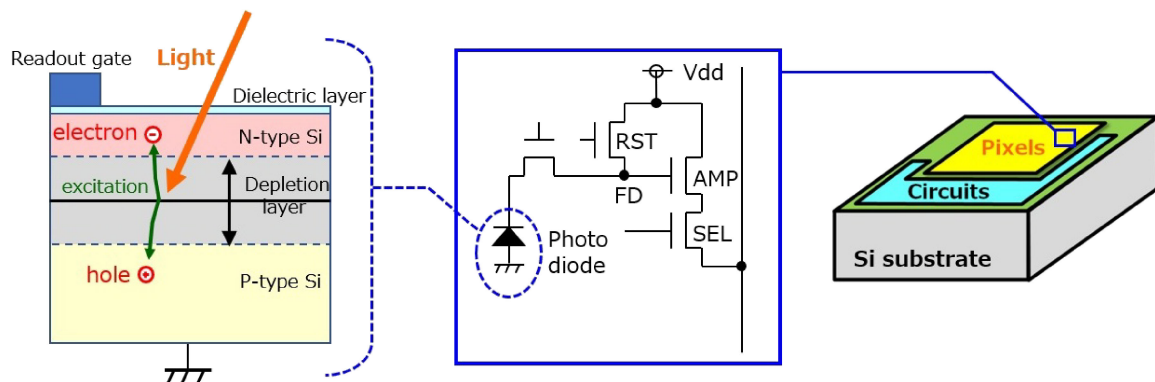 Readout gate
Light
Dielectric layer
electron
N-type Si
excitation
Depletion
layer
hole
P-type Si
Vdd
RST
AMP
FD
SEL
Photo
diode
Pixels
Circuits
Si substrate